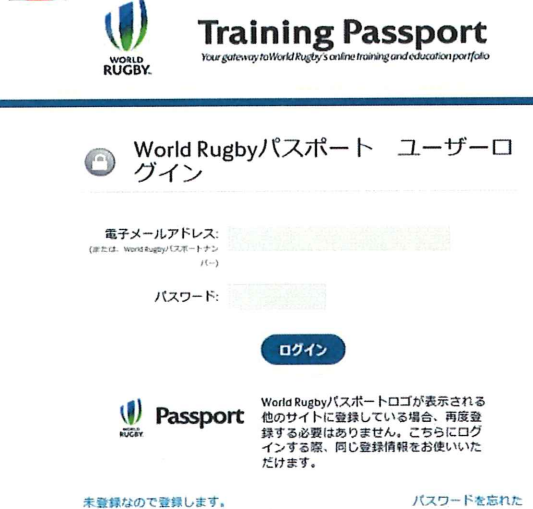 WORLD
RUGBY
Training Passport
Your gateway to World Rugby's online training and education portfolio
World Rugbyパスポート　ユーザーロ
グイン
電子メールアドレス:
(または、World Rugbyパスポートナン
バー)
パスワード:
ログイン
WORLD
RUGBY
Passport
World Rugbyパスポートロゴが表示される
他のサイトに登録している場合、再度登
録する必要はありません。こちらにログ
インする際、同じ登録情報をお使いいた
だけます。
未登録なので登録します。
パスワードを忘れた